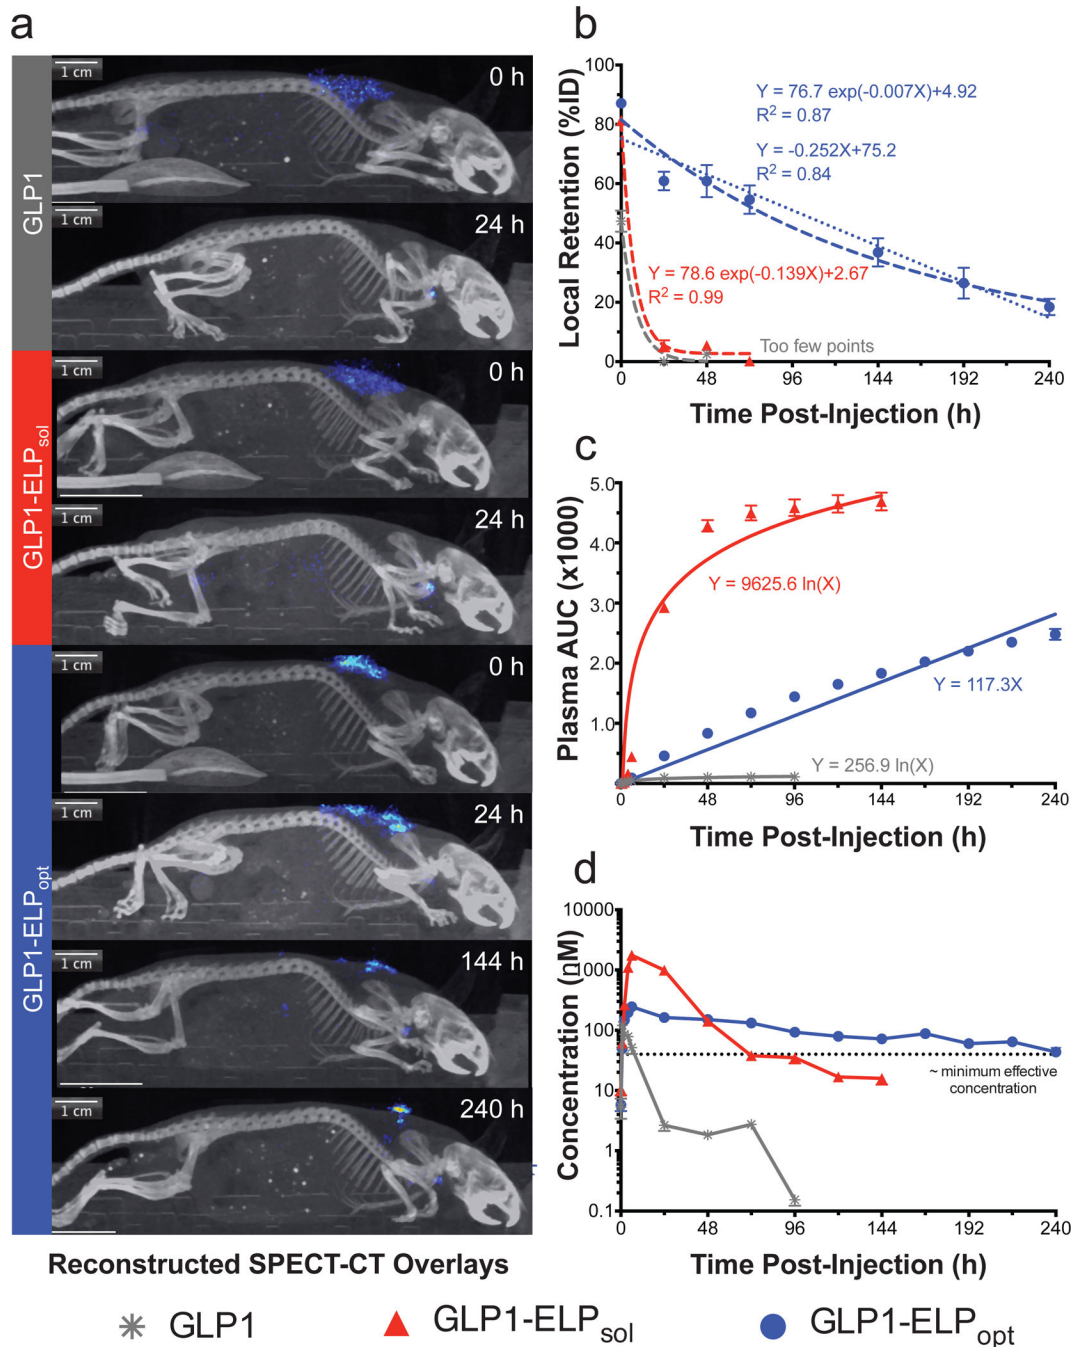 a
GLP1
GLP1-ELPsol
GLP1-ELPopt
1 cm
0 h
1 cm
24 h
1 cm
0 h
1 cm
24 h
1 cm
0 h
1 cm
24 h
1 cm
144 h
1 cm
240 h
Reconstructed SPECT-CT Overlays
b
Local Retention (%ID)
100
80
60
40
20
0
Y = 76.7 exp(-0.007X)+4.92
R² = 0.87
Y = -0.252X+75.2
R² = 0.84
Y = 78.6 exp(-0.139X)+2.67
R² = 0.99
Too few points
0 48 96 144 192 240
Time Post-Injection (h)
c
Plasma AUC (x1000)
5.0
4.0
3.0
2.0
1.0
Y = 9625.6 ln(X)
Y = 117.3X
Y = 256.9 ln(X)
0 48 96 144 192 240
Time Post-Injection (h)
d
Concentration (nM)
10000
1000
100
10
1
0.1
~ minimum effective
concentration
0 48 96 144 192 240
Time Post-Injection (h)
GLP1 GLP1-ELPsol GLP1-ELPopt